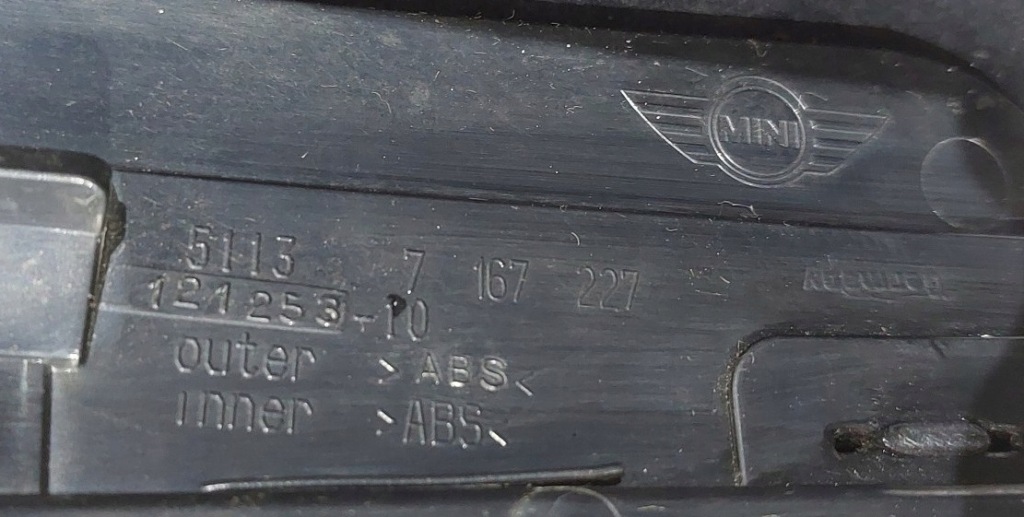 MINI
5113 7 167 227
121253-10
outer >ABS<
inner >ABS<